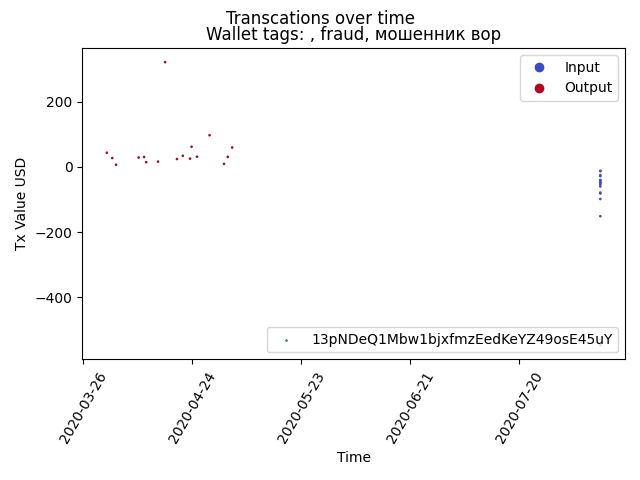 Transcations over time
Wallet tags: , fraud, мошенник вор
Input
Output
200
0
−200
−400
Tx Value USD
13pNDeQ1Mbw1bjxfmzEedKeYZ49osE45uY
2020-03-26
2020-04-24
2020-05-23
2020-06-21
2020-07-20
Time